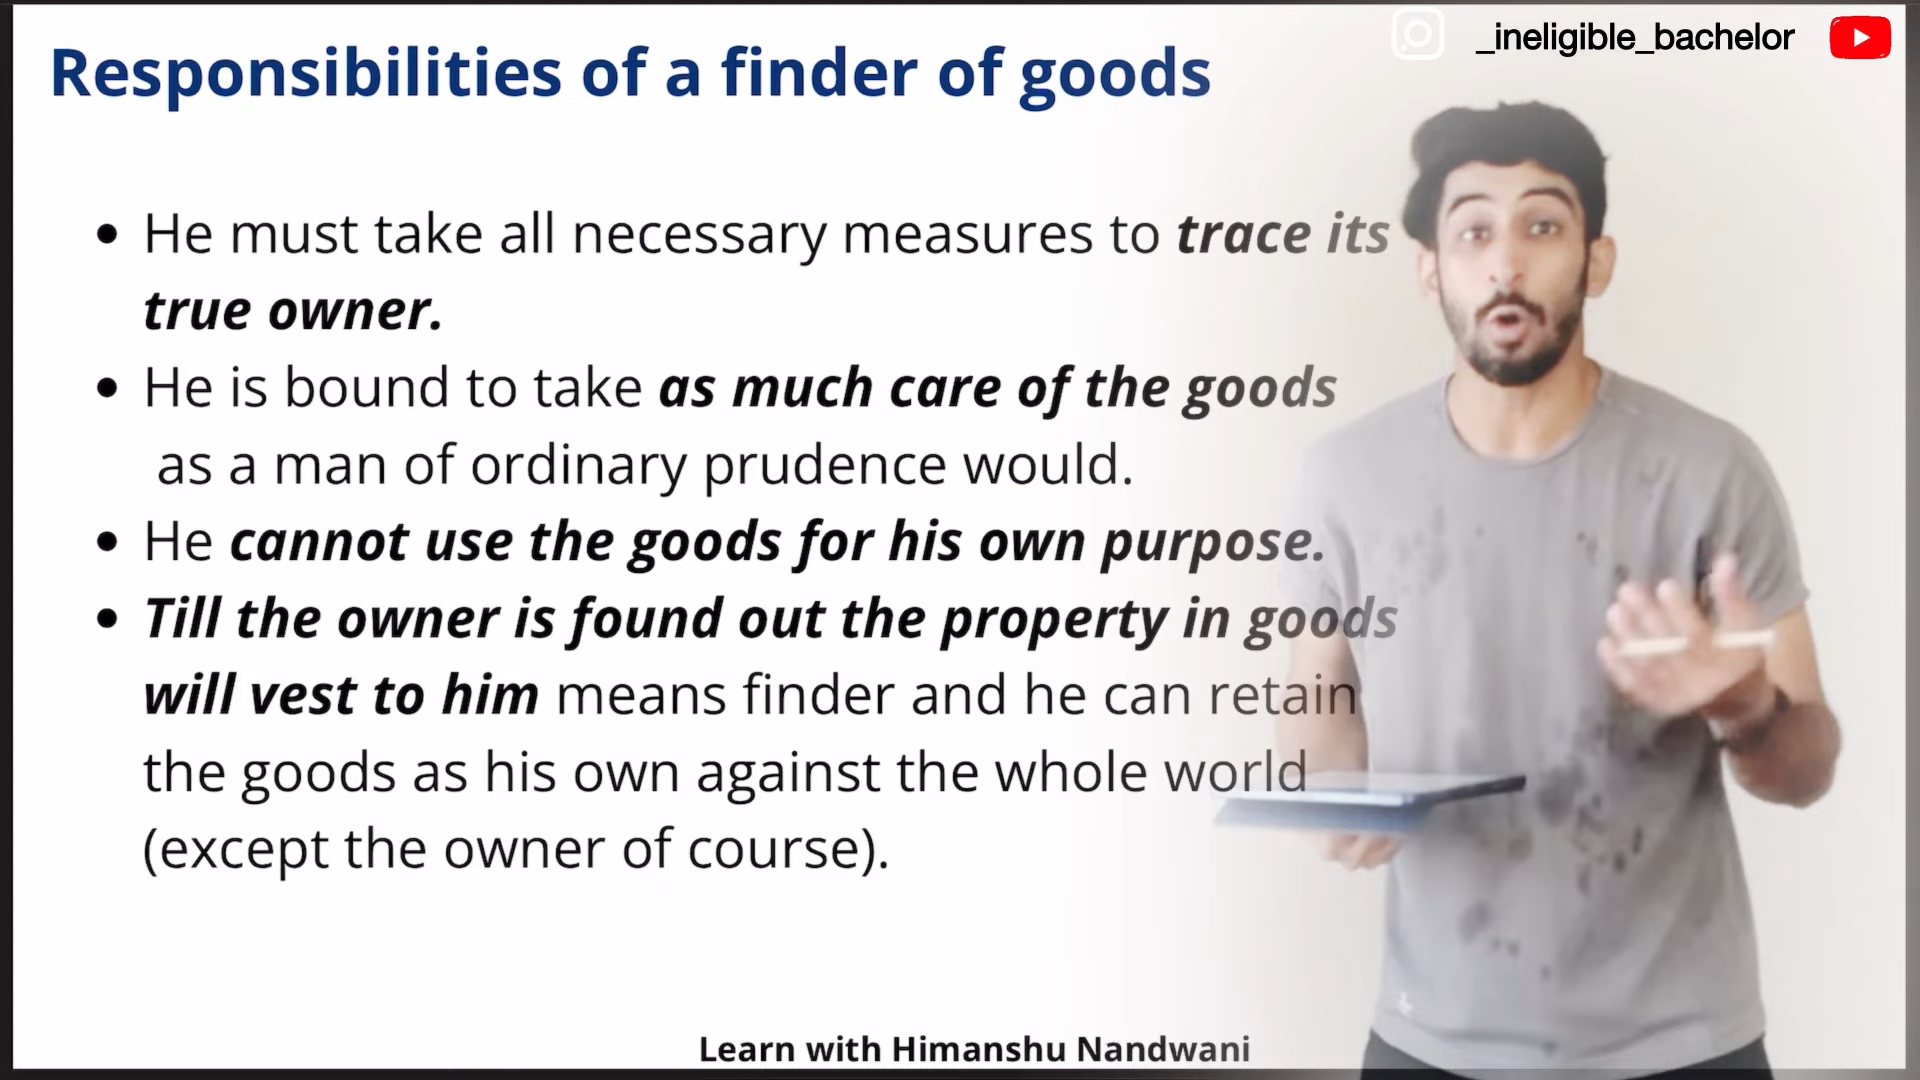 _ineligible_bachelor
Responsibilities of a finder of goods
• He must take all necessary measures to trace its
true owner.
• He is bound to take as much care of the goods
as a man of ordinary prudence would.
• He cannot use the goods for his own purpose.
• Till the owner is found out the property in goods
will vest to him means finder and he can retain
the goods as his own against the whole world
(except the owner of course).
Learn with Himanshu Nandwani